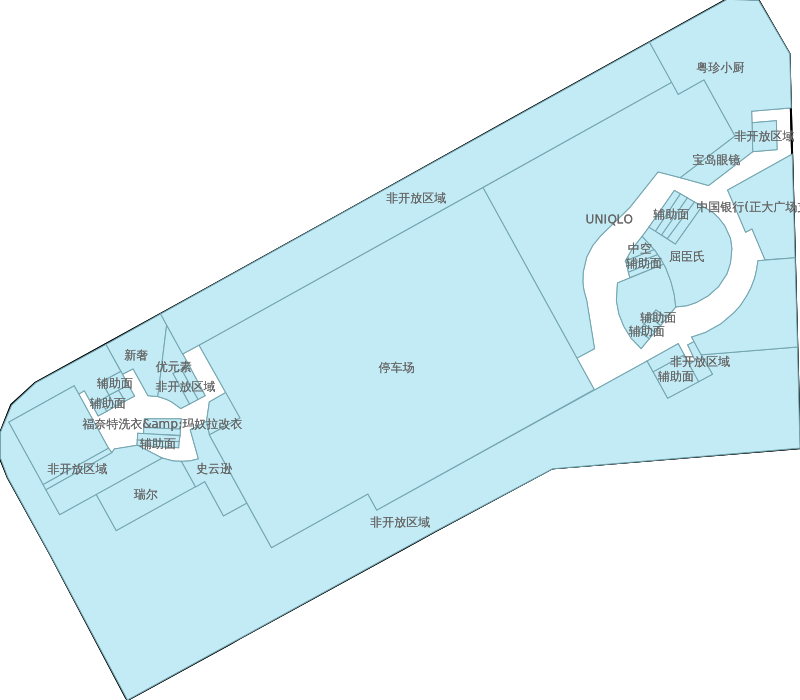 粤珍小厨
非开放区域
宝岛眼镜
非开放区域
中国银行(正大广场
辅助面
UNIQLO
中空
屈臣氏
辅助面
辅助面
辅助面
新奢
优元素
非开放区域
辅助面
辅助面
停车场
非开放区域
辅助面
福奈特洗衣&amp;玛奴拉改衣
辅助面
非开放区域
史云逊
瑞尔
非开放区域